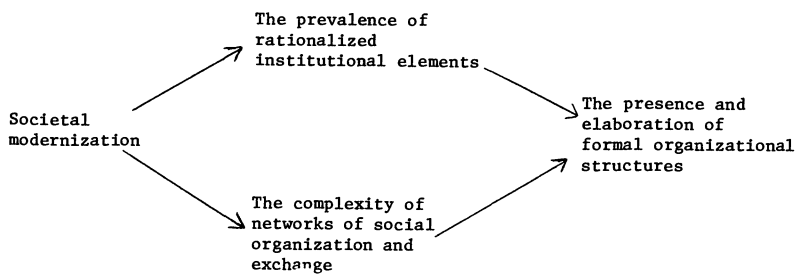 The prevalence of
rationalized
institutional elements
Societal
modernization
The presence and
elaboration of
formal organizational
structures
The complexity of
networks of social
organization and
exchange